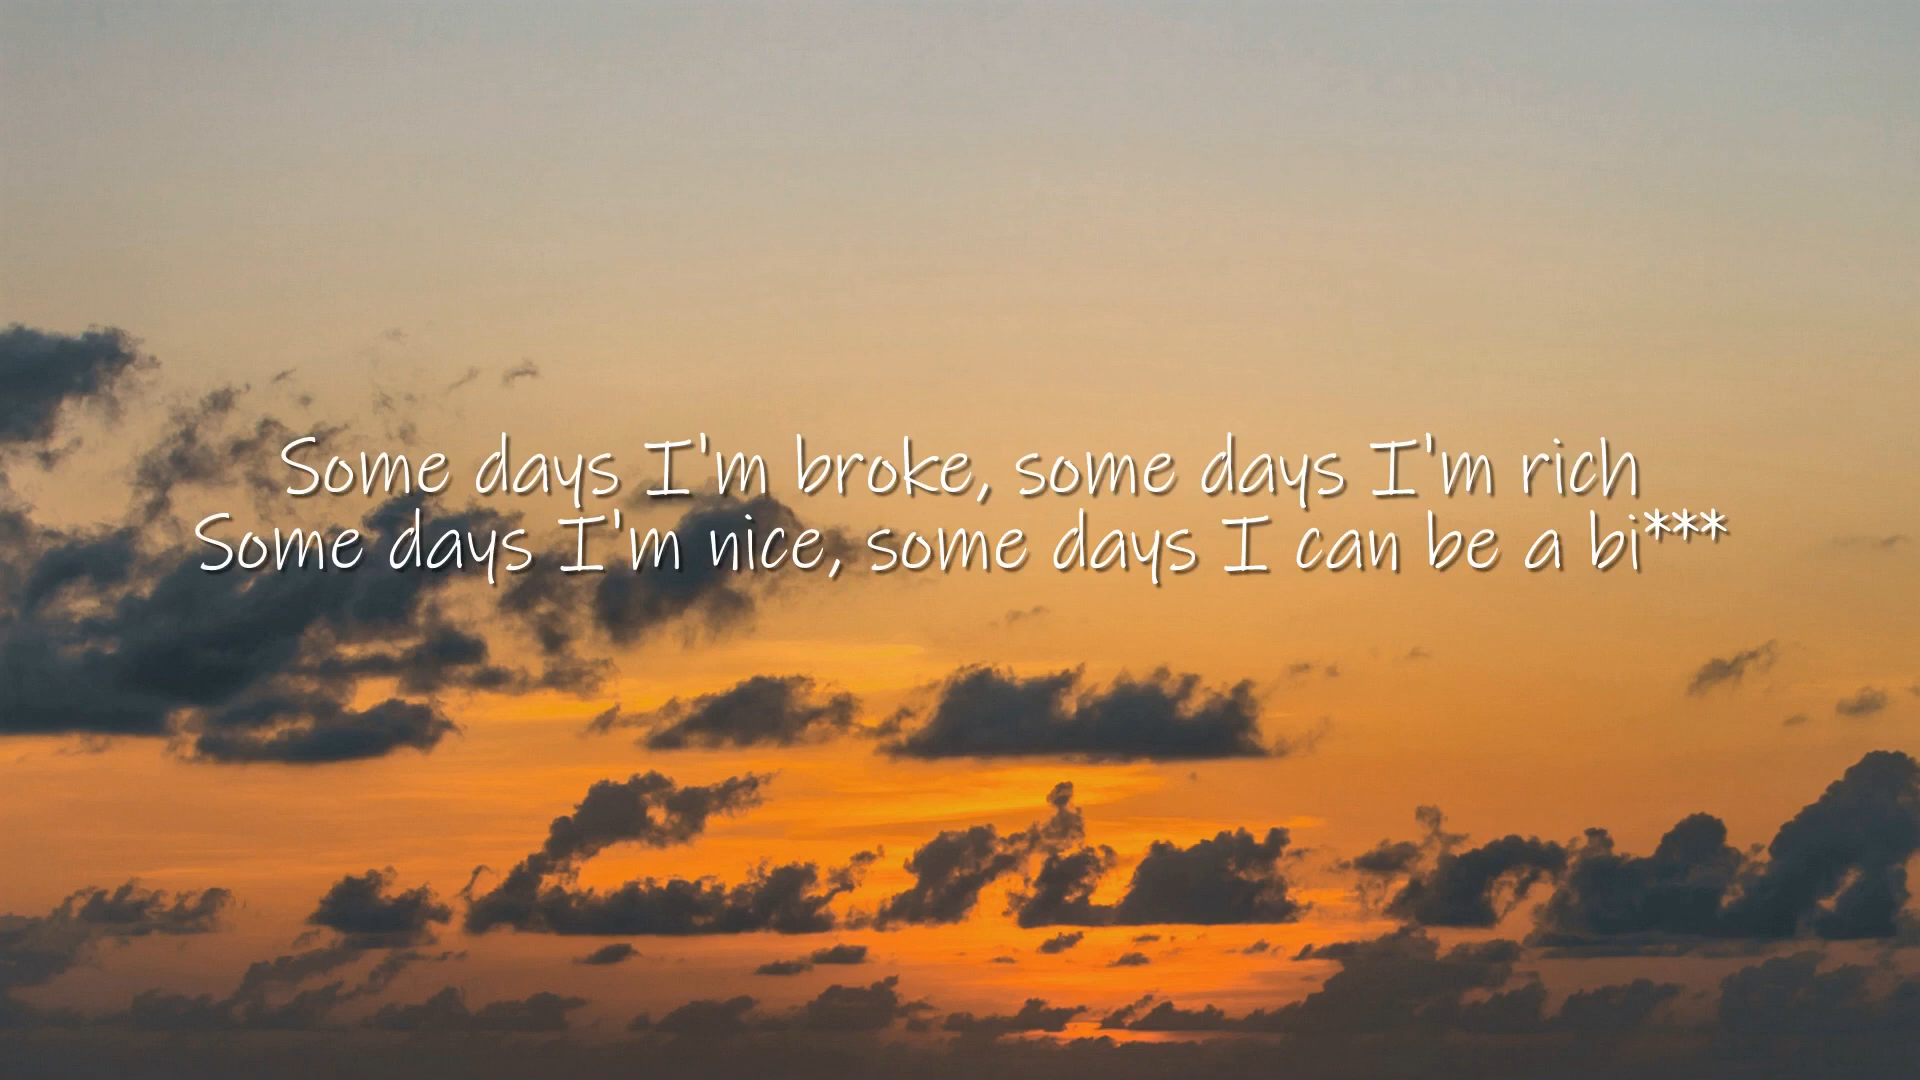 Some days I'm broke, some days I'm rich
Some days I'm nice, some days I can be a bi***